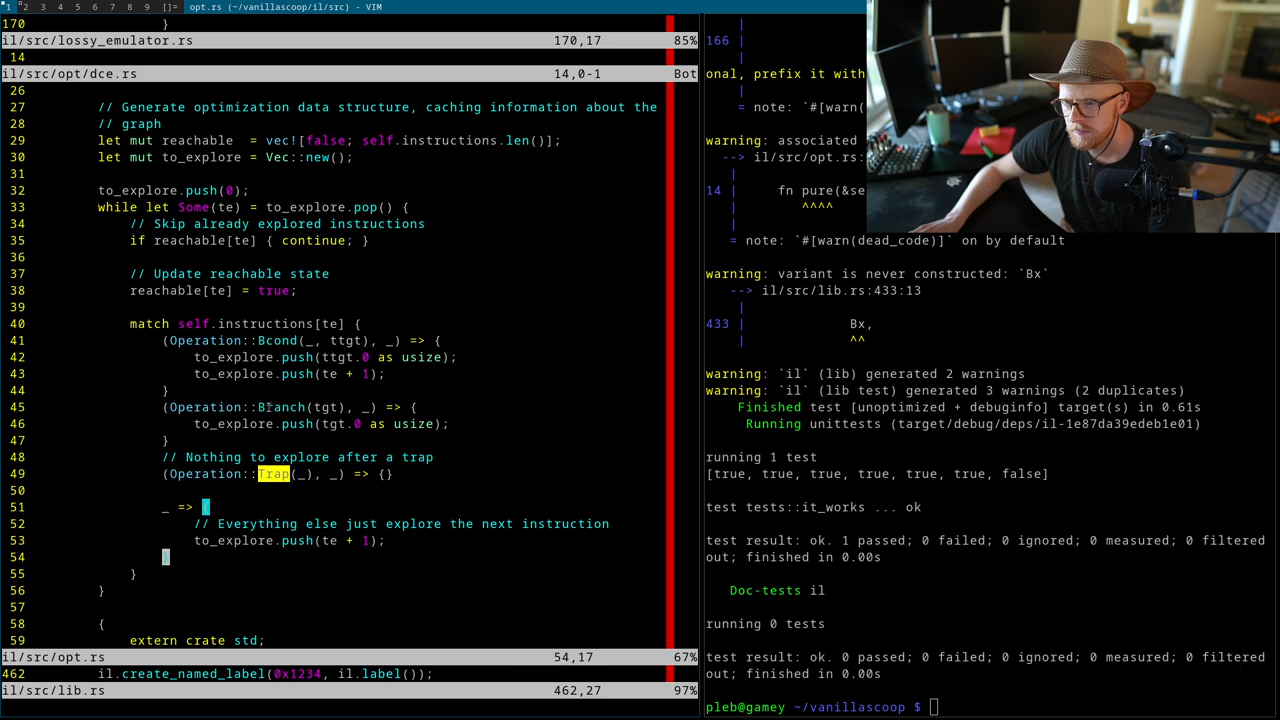 1 2 3 4 5 6 7 8 9 []= opt.rs (~/vanillascoop/il/src) - VIM
170 }
il/src/lossy_emulator.rs 170,17 85%
14
il/src/opt/dce.rs 14,0-1 Bot
26
27 // Generate optimization data structure, caching information about the
28 // graph
29 let mut reachable  = vec![false; self.instructions.len()];
30 let mut to_explore = Vec::new();
31
32 to_explore.push(0);
33 while let Some(te) = to_explore.pop() {
34 // Skip already explored instructions
35 if reachable[te] { continue; }
36
37 // Update reachable state
38 reachable[te] = true;
39
40 match self.instructions[te] {
41 (Operation::Bcond(_, ttgt), _) => {
42 to_explore.push(ttgt.0 as usize);
43 to_explore.push(te + 1);
44 }
45 (Operation::Branch(tgt), _) => {
46 to_explore.push(tgt.0 as usize);
47 }
48 // Nothing to explore after a trap
49 (Operation::Trap(_), _) => {}
50
51 _ => {
52 // Everything else just explore the next instruction
53 to_explore.push(te + 1);
54 }
55 }
56 }
57
58 {
59 extern crate std;
il/src/opt.rs 54,17 67%
462 il.create_named_label(0x1234, il.label());
il/src/lib.rs 462,27 97%
|
166 |
|
onal, prefix it with
|
= note: `#[warn(
warning: associated
--> il/src/opt.rs:
|
14 | fn pure(&se
| ^^^^
|
= note: `#[warn(dead_code)]` on by default
warning: variant is never constructed: `Bx`
--> il/src/lib.rs:433:13
|
433 | Bx,
| ^^
warning: `il` (lib) generated 2 warnings
warning: `il` (lib test) generated 3 warnings (2 duplicates)
Finished test [unoptimized + debuginfo] target(s) in 0.61s
Running unittests (target/debug/deps/il-1e87da39edeb1e01)
running 1 test
[true, true, true, true, true, true, false]
test tests::it_works ... ok
test result: ok. 1 passed; 0 failed; 0 ignored; 0 measured; 0 filtered
out; finished in 0.00s
Doc-tests il
running 0 tests
test result: ok. 0 passed; 0 failed; 0 ignored; 0 measured; 0 filtered
out; finished in 0.00s
pleb@gamey ~/vanillascoop $